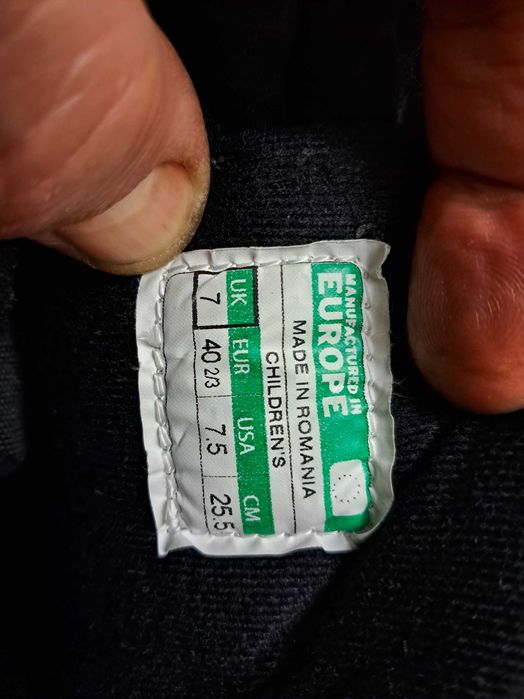 MANUFACTURED IN
EUROPE
MADE IN ROMANIA
CHILDREN'S
UK EUR USA CM
7 40 2/3 7.5 25.5